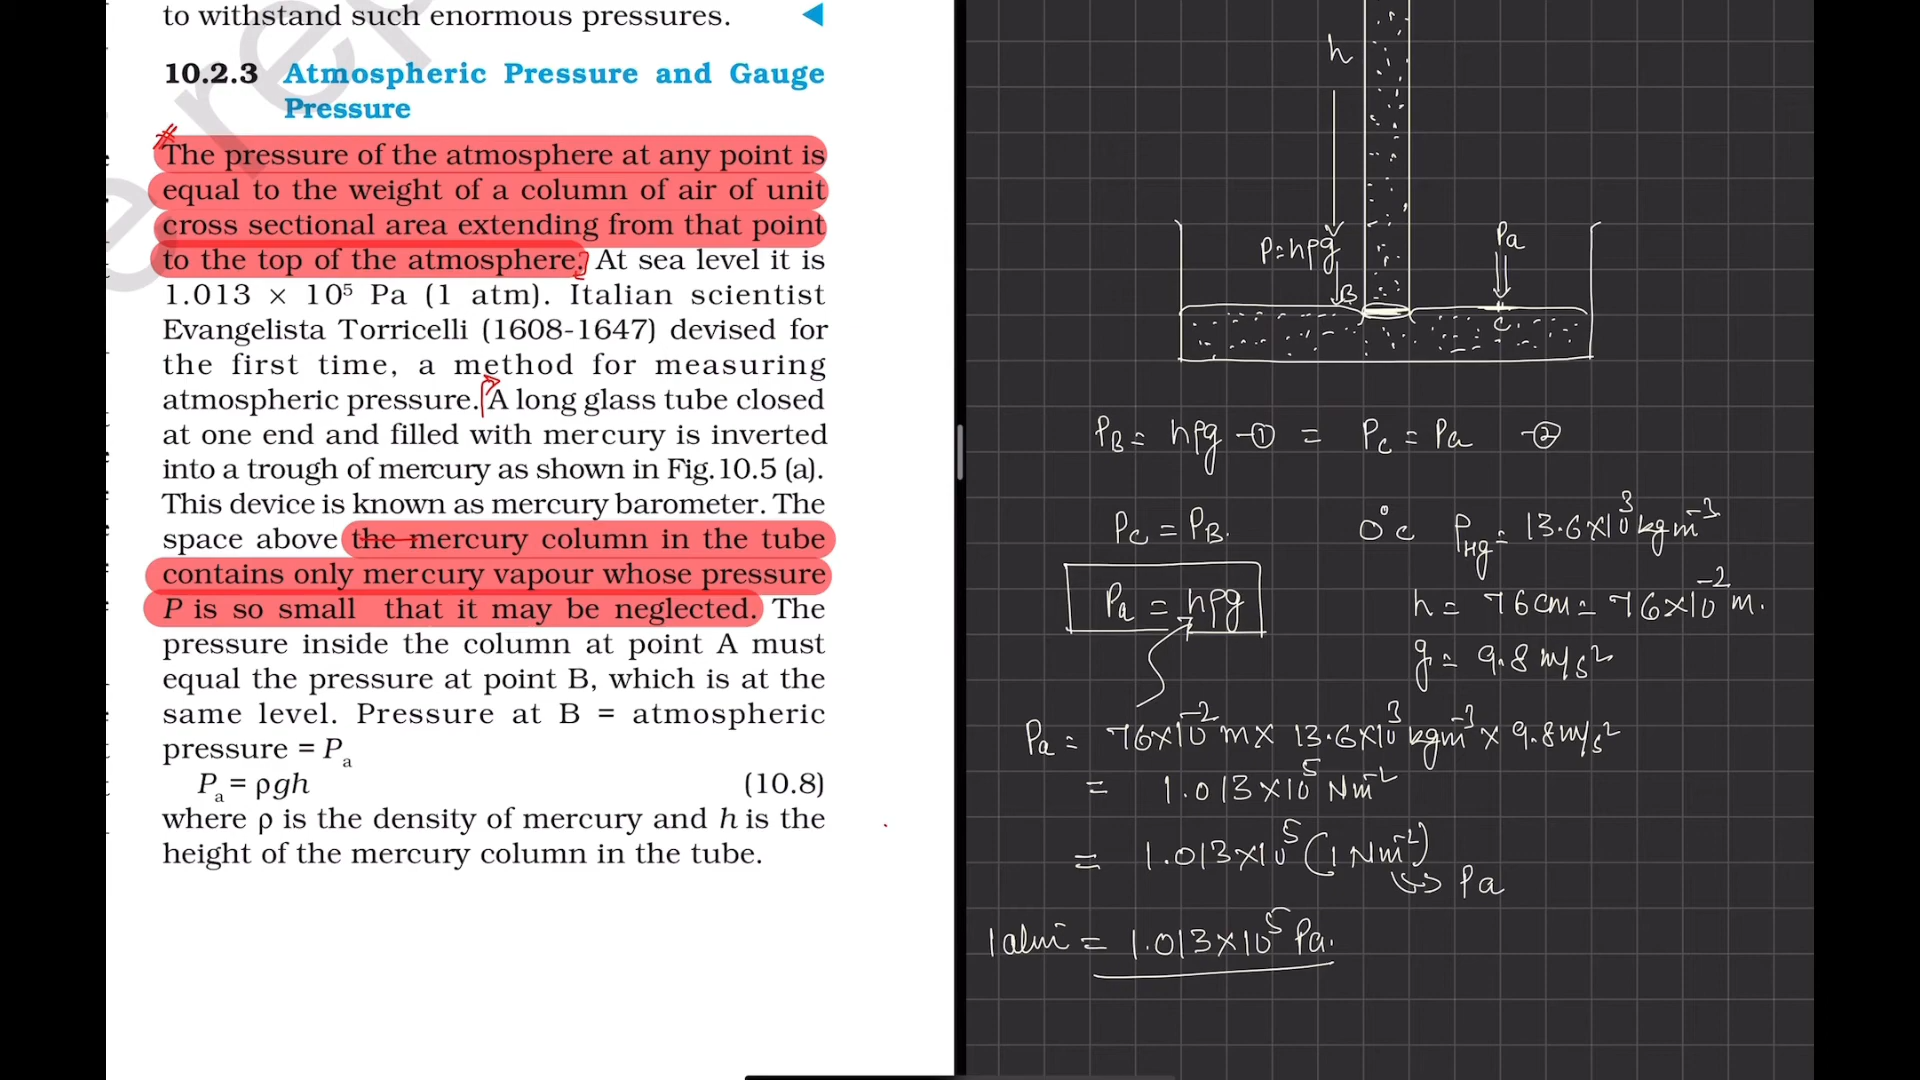 to withstand such enormous pressures.
10.2.3 Atmospheric Pressure and Gauge
Pressure
The pressure of the atmosphere at any point is
equal to the weight of a column of air of unit
cross sectional area extending from that point
to the top of the atmosphere. At sea level it is
1.013 × 10⁵ Pa (1 atm). Italian scientist
Evangelista Torricelli (1608-1647) devised for
the first time, a method for measuring
atmospheric pressure. A long glass tube closed
at one end and filled with mercury is inverted
into a trough of mercury as shown in Fig.10.5 (a).
This device is known as mercury barometer. The
space above the mercury column in the tube
contains only mercury vapour whose pressure
P is so small that it may be neglected. The
pressure inside the column at point A must
equal the pressure at point B, which is at the
same level. Pressure at B = atmospheric
pressure = Pₐ
Pₐ = ρgh (10.8)
where ρ is the density of mercury and h is the
height of the mercury column in the tube.
h
P=hρg
B
Pa
C
P_B = hρg -① = P_C = Pa -②
P_C = P_B.
0°C ρ_Hg = 13.6×10³ kgm⁻³
Pa = hρg
h = 76cm = 76×10⁻² m.
g = 9.8 m/s²
Pa = 76×10⁻² m × 13.6×10³ kgm⁻³ × 9.8 m/s²
= 1.013×10⁵ Nm⁻²
= 1.013×10⁵ (1 Nm⁻²)
Pa
1 atm = 1.013×10⁵ Pa.